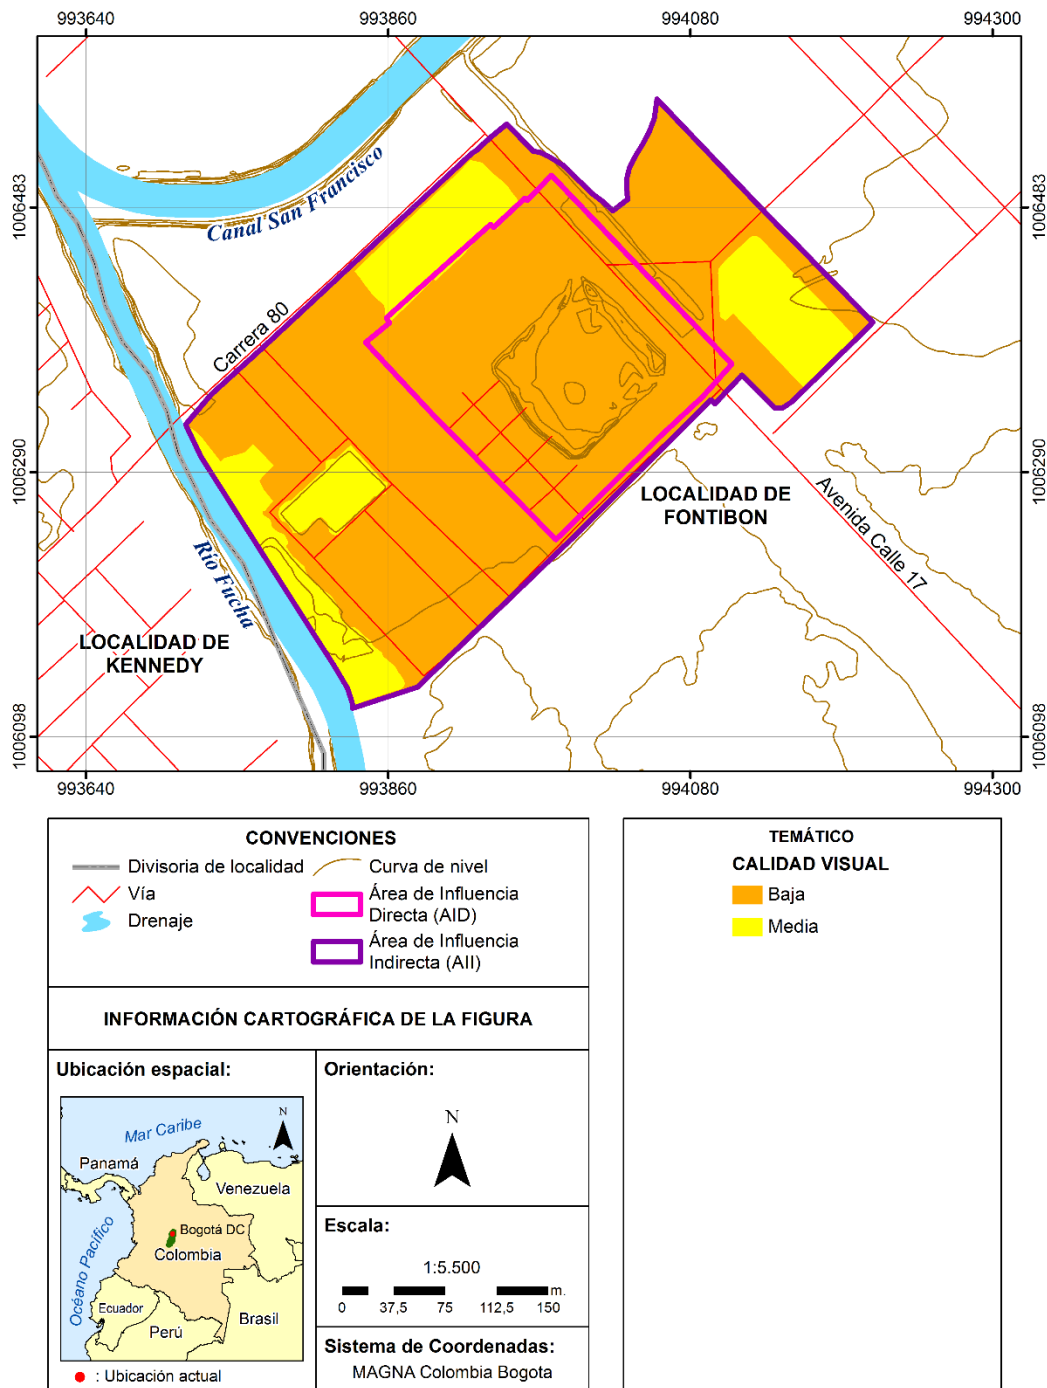 993640
993860
994080
994300
1006483
1006483
Canal San Francisco
Carrera 80
1006290
1006290
LOCALIDAD DE
FONTIBON
Avenida Calle 17
Río Fucha
LOCALIDAD DE
KENNEDY
1006098
1006098
993640
993860
994080
994300
CONVENCIONES
Divisoria de localidad
Vía
Drenaje
Curva de nivel
Área de Influencia
Directa (AID)
Área de Influencia
Indirecta (AII)
TEMÁTICO
CALIDAD VISUAL
Baja
Media
INFORMACIÓN CARTOGRÁFICA DE LA FIGURA
Ubicación espacial:
N
Mar Caribe
Panamá
Venezuela
Océano Pacífico
Bogotá DC
Colombia
Ecuador
Perú
Brasil
: Ubicación actual
Orientación:
N
Escala:
1:5.500
0 37,5 75 112,5 150 m.
Sistema de Coordenadas:
MAGNA Colombia Bogota